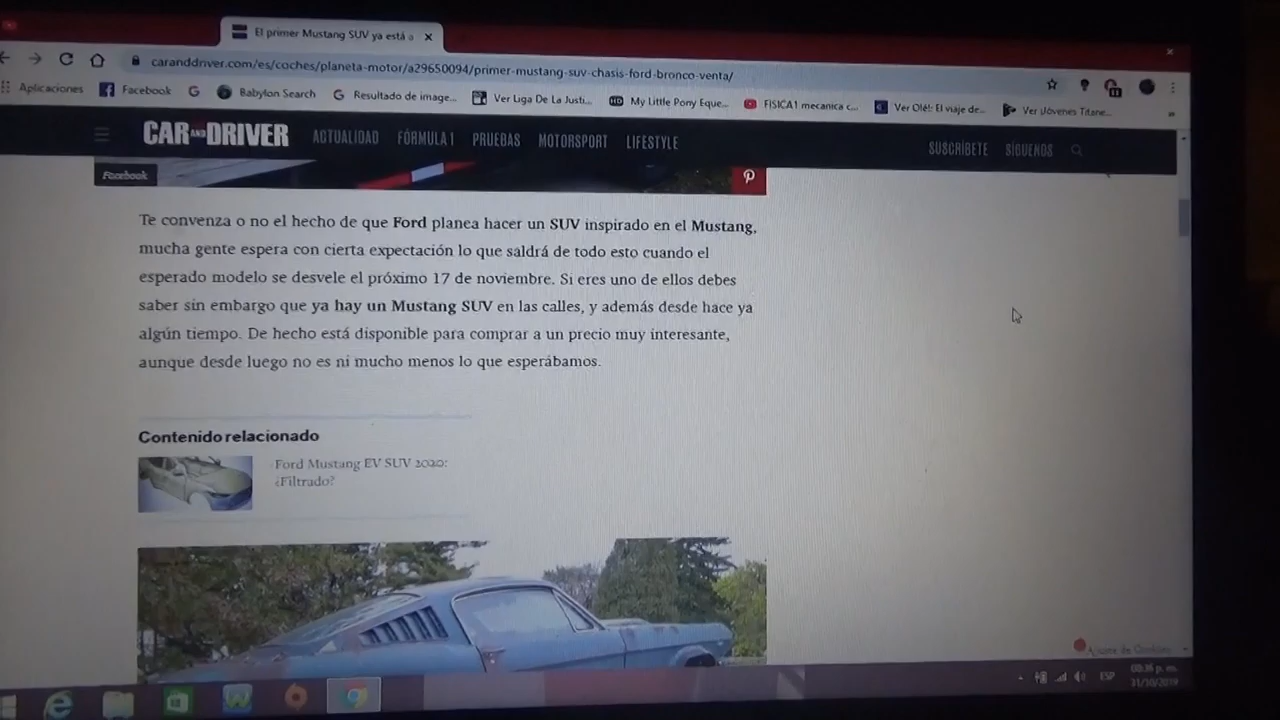 El primer Mustang SUV ya está
caranddriver.com/es/coches/planeta-motor/a29650094/primer-mustang-suv-chasis-ford-bronco-venta/
Aplicaciones Facebook Babylon Search Resultado de image... Ver Liga De La Justi... My Little Pony Eque... FISICA1 mecanica c... Ver Olé!: El viaje de... Ver Jóvenes Titane...
CAR AND DRIVER ACTUALIDAD FÓRMULA 1 PRUEBAS MOTORSPORT LIFESTYLE SUSCRÍBETE SÍGUENOS
Facebook
Te convenza o no el hecho de que Ford planea hacer un SUV inspirado en el Mustang,
mucha gente espera con cierta expectación lo que saldrá de todo esto cuando el
esperado modelo se desvele el próximo 17 de noviembre. Si eres uno de ellos debes
saber sin embargo que ya hay un Mustang SUV en las calles, y además desde hace ya
algún tiempo. De hecho está disponible para comprar a un precio muy interesante,
aunque desde luego no es ni mucho menos lo que esperábamos.
Contenido relacionado
Ford Mustang EV SUV 2020:
¿Filtrado?
Ajuste de Cookies
ESP
31/10/2019